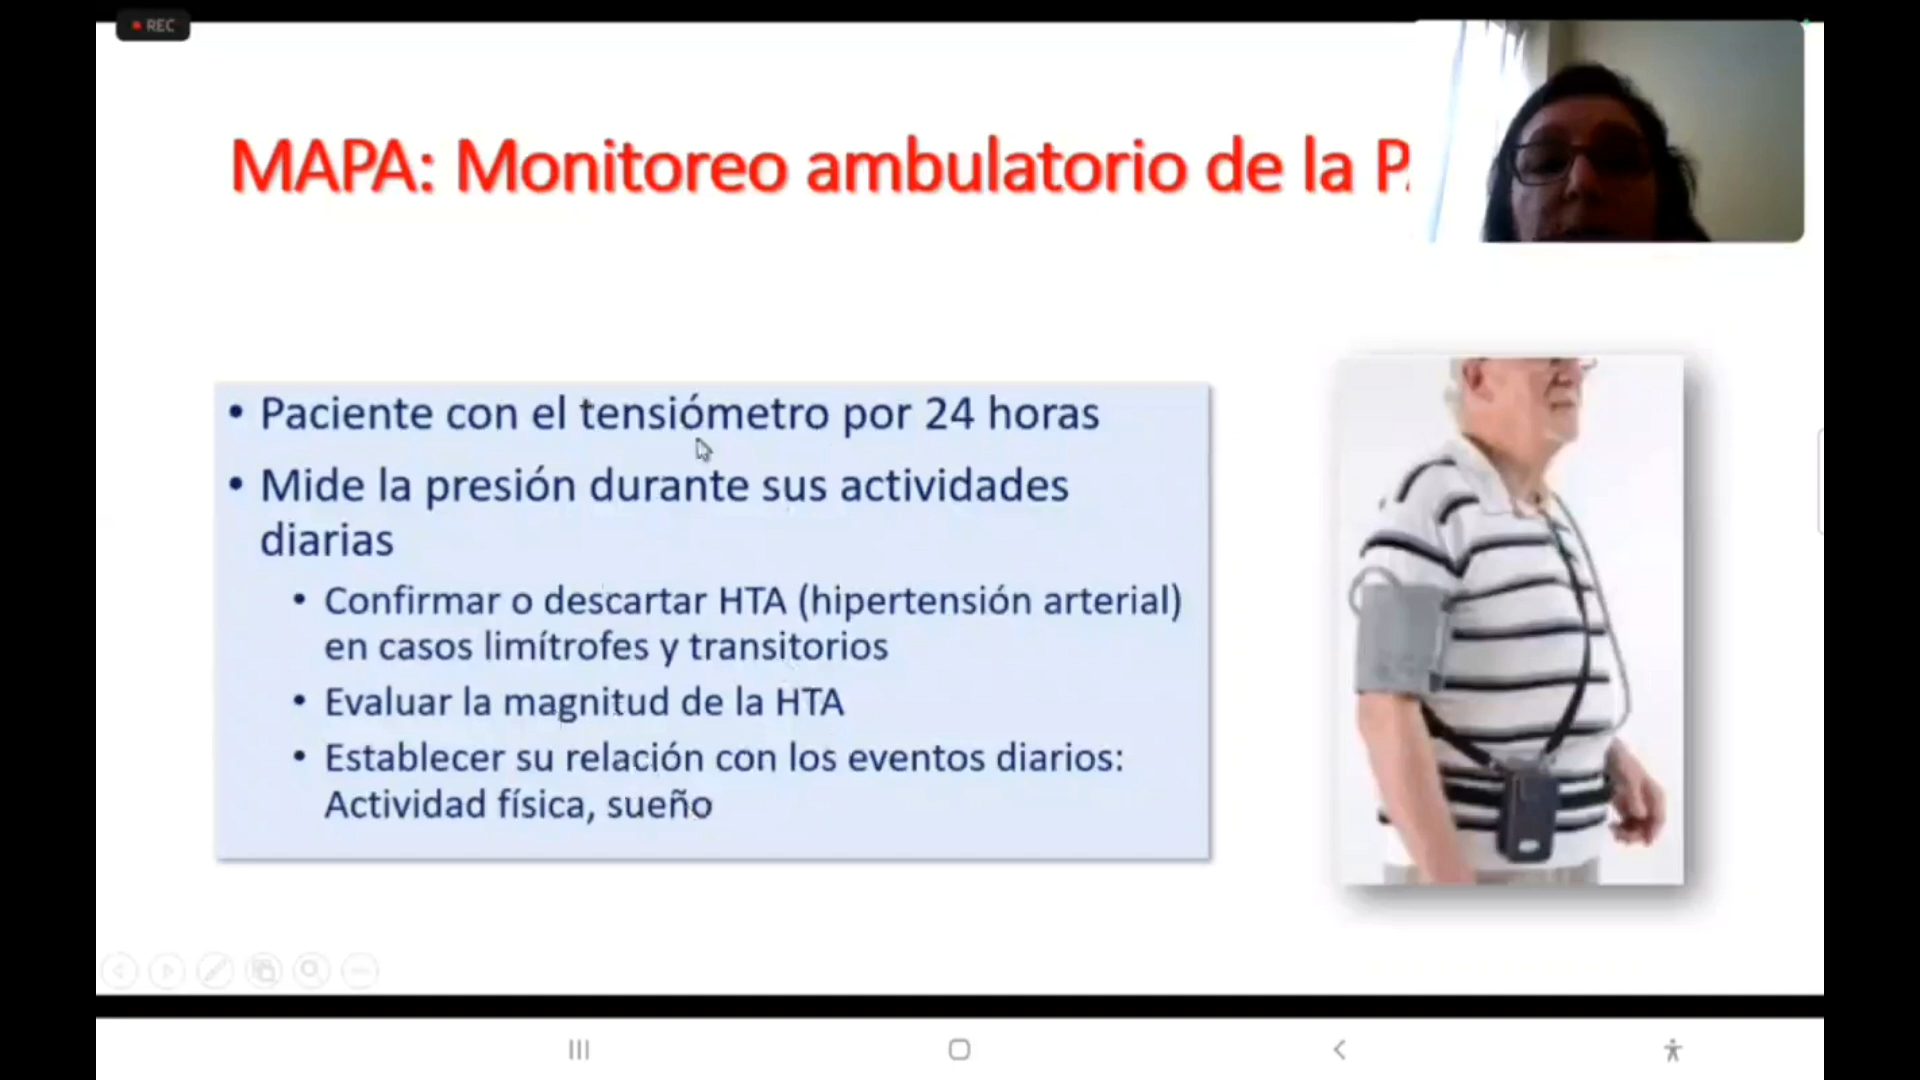 REC
MAPA: Monitoreo ambulatorio de la P
• Paciente con el tensiómetro por 24 horas
• Mide la presión durante sus actividades
diarias
• Confirmar o descartar HTA (hipertensión arterial)
en casos limítrofes y transitorios
• Evaluar la magnitud de la HTA
• Establecer su relación con los eventos diarios:
Actividad física, sueño